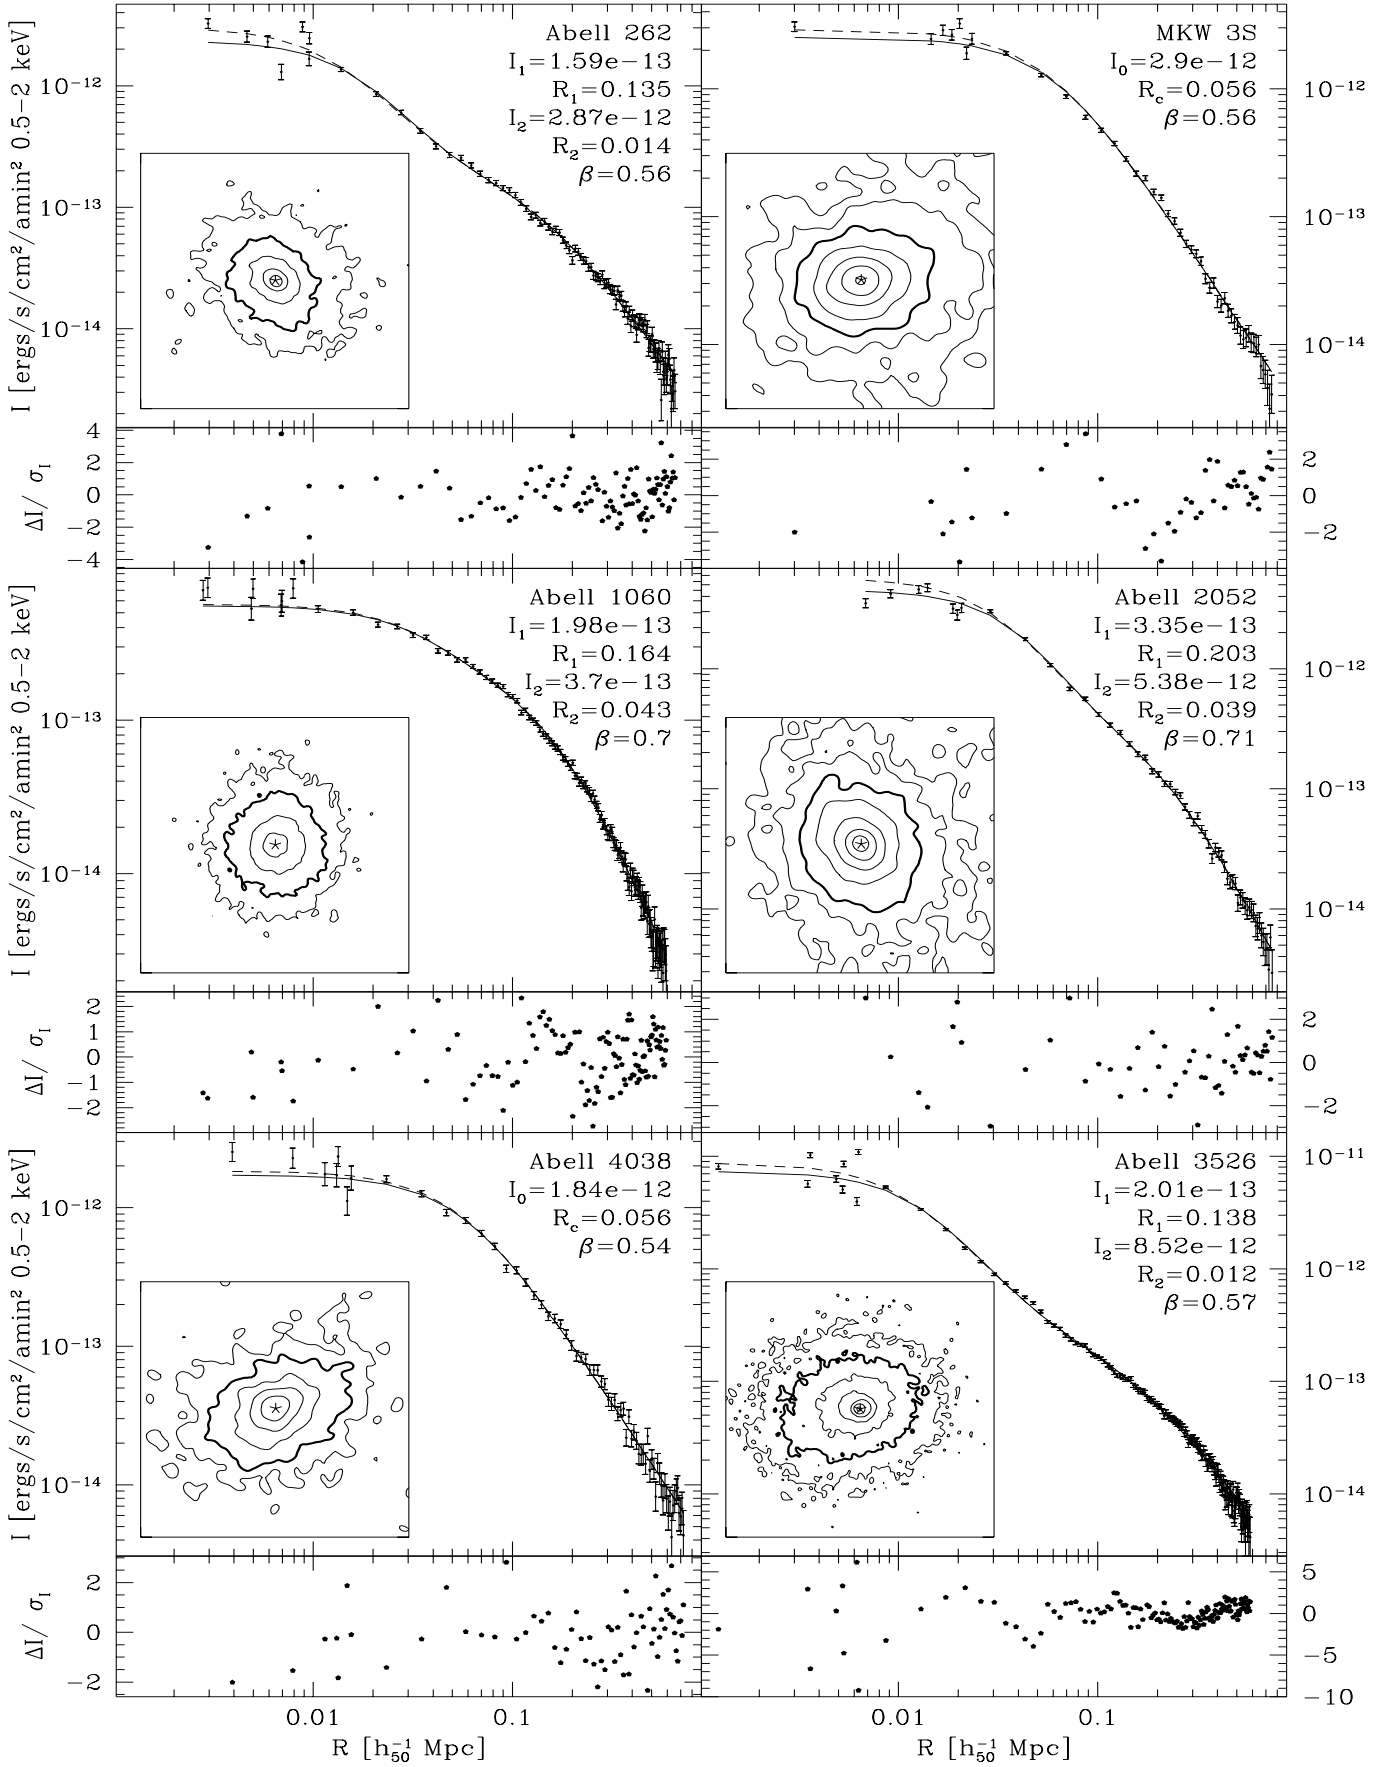 Abell 262
I₁=1.59e−13
R₁=0.135
I₂=2.87e−12
R₂=0.014
β=0.56
I [ergs/s/cm²/amin² 0.5−2 keV]
10⁻¹²
10⁻¹³
10⁻¹⁴
ΔI/ σ_I
4
2
0
−2
−4
MKW 3S
I₀=2.9e−12
R_c=0.056
β=0.56
10⁻¹²
10⁻¹³
10⁻¹⁴
2
0
−2
Abell 1060
I₁=1.98e−13
R₁=0.164
I₂=3.7e−13
R₂=0.043
β=0.7
I [ergs/s/cm²/amin² 0.5−2 keV]
10⁻¹³
10⁻¹⁴
ΔI/ σ_I
2
1
0
−1
−2
Abell 2052
I₁=3.35e−13
R₁=0.203
I₂=5.38e−12
R₂=0.039
β=0.71
10⁻¹²
10⁻¹³
10⁻¹⁴
2
0
−2
Abell 4038
I₀=1.84e−12
R_c=0.056
β=0.54
I [ergs/s/cm²/amin² 0.5−2 keV]
10⁻¹²
10⁻¹³
10⁻¹⁴
ΔI/ σ_I
2
0
−2
0.01 0.1
R [h₅₀⁻¹ Mpc]
Abell 3526
I₁=2.01e−13
R₁=0.138
I₂=8.52e−12
R₂=0.012
β=0.57
10⁻¹¹
10⁻¹²
10⁻¹³
10⁻¹⁴
5
0
−5
−10
0.01 0.1
R [h₅₀⁻¹ Mpc]